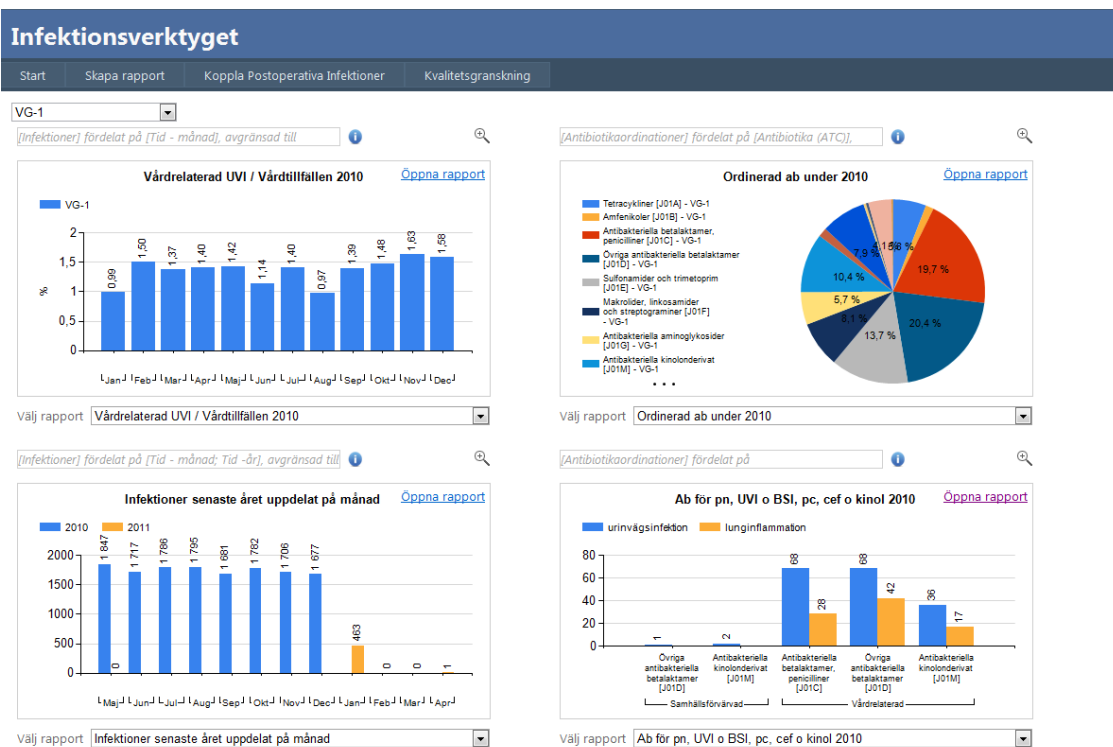 Infektionsverktyget
Start Skapa rapport Koppla Postoperativa Infektioner Kvalitetsgranskning
VG-1
[Infektioner] fördelat på [Tid - månad], avgränsad till
Vårdrelaterad UVI / Vårdtillfällen 2010
Öppna rapport
VG-1
%
2
1,5
1
0,5
0
0,99 1,50 1,37 1,40 1,42 1,14 1,40 0,97 1,39 1,48 1,63 1,58
Jan Feb Mar Apr Maj Jun Jul Aug Sep Okt Nov Dec
Välj rapport Vårdrelaterad UVI / Vårdtillfällen 2010
[Antibiotikaordinationer] fördelat på [Antibiotika (ATC)],
Ordinerad ab under 2010
Öppna rapport
Tetracykliner [J01A] - VG-1
Amfenikoler [J01B] - VG-1
Antibakteriella betalaktamer,
penicilliner [J01C] - VG-1
Övriga antibakteriella betalaktamer
[J01D] - VG-1
Sulfonamider och trimetoprim
[J01E] - VG-1
Makrolider, linkosamider
och streptograminer [J01F]
- VG-1
Antibakteriella aminoglykosider
[J01G] - VG-1
Antibakteriella kinolonderivat
[J01M] - VG-1
...
19,7 %
20,4 %
13,7 %
8,1 %
5,7 %
10,4 %
7,9 %
Välj rapport Ordinerad ab under 2010
[Infektioner] fördelat på [Tid - månad; Tid -år], avgränsad till
Infektioner senaste året uppdelat på månad
Öppna rapport
2010 2011
2000
1500
1000
500
0
1 847 0 1 717 1 786 1 795 1 681 1 782 1 706 1 677 463 0 0 1
Maj Jun Jul Aug Sep Okt Nov Dec Jan Feb Mar Apr
Välj rapport Infektioner senaste året uppdelat på månad
[Antibiotikaordinationer] fördelat på
Ab för pn, UVI o BSI, pc, cef o kinol 2010
Öppna rapport
urinvägsinfektion lunginflammation
80
60
40
20
0
1 2 68 28 68 42 36 17
Övriga antibakteriella betalaktamer [J01D]
Antibakteriella kinolonderivat [J01M]
Antibakteriella betalaktamer, penicilliner [J01C]
Övriga antibakteriella betalaktamer [J01D]
Antibakteriella kinolonderivat [J01M]
Samhällsförvärvad Vårdrelaterad
Välj rapport Ab för pn, UVI o BSI, pc, cef o kinol 2010